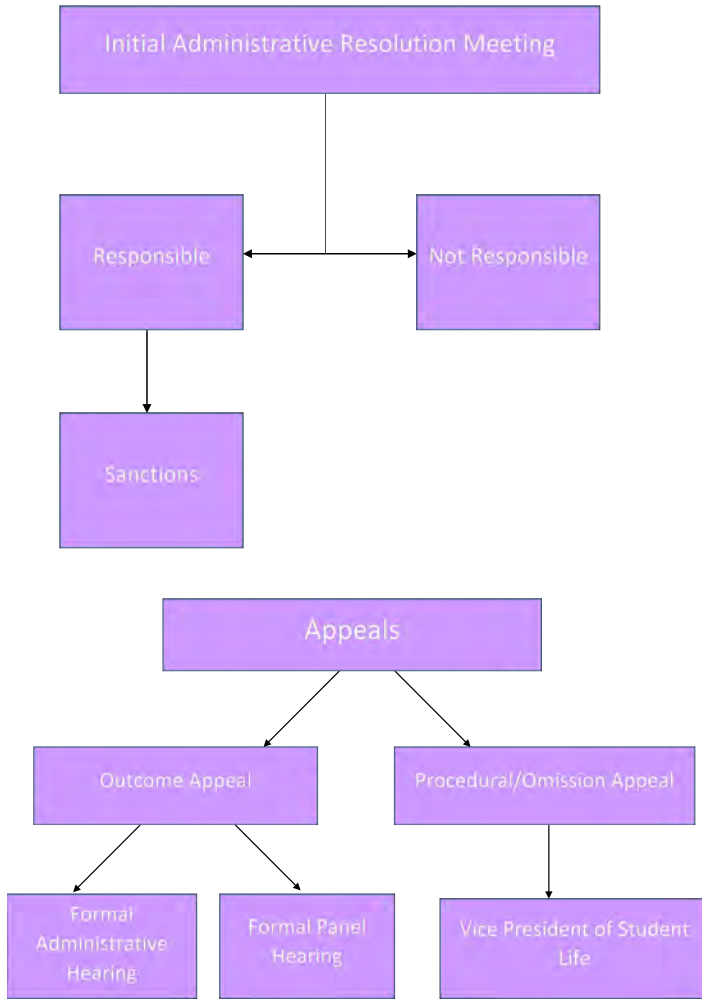 Initial Administrative Resolution Meeting
Responsible
Not Responsible
Sanctions
Appeals
Outcome Appeal
Procedural/Omission Appeal
Formal
Administrative
Hearing
Formal Panel
Hearing
Vice President of Student
Life